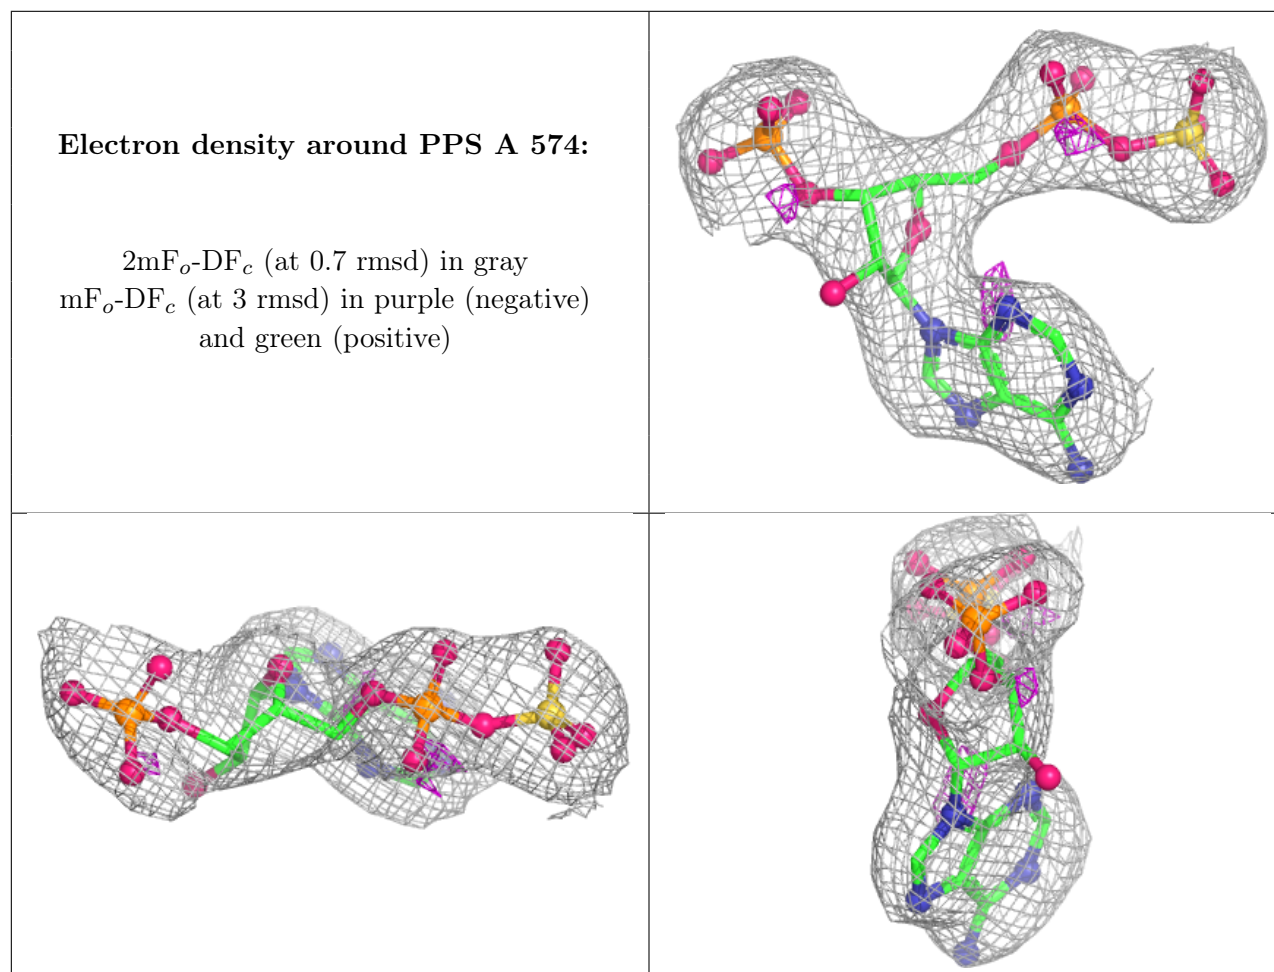 Electron density around PPS A 574:
2mFₒ-DF𝒸 (at 0.7 rmsd) in gray
mFₒ-DF𝒸 (at 3 rmsd) in purple (negative)
and green (positive)